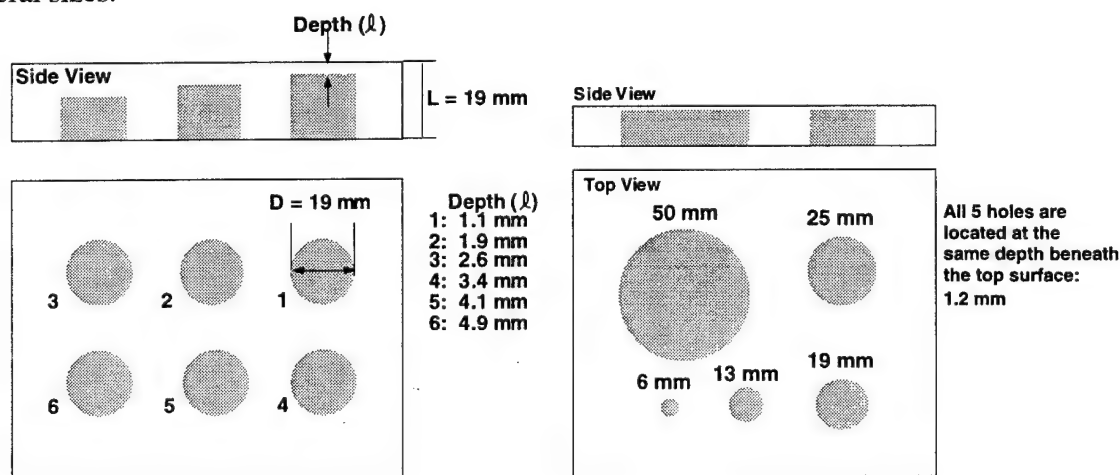 Depth (ℓ)
Side View
L = 19 mm
D = 19 mm
3
2
1
6
5
4
Depth (ℓ)
1: 1.1 mm
2: 1.9 mm
3: 2.6 mm
4: 3.4 mm
5: 4.1 mm
6: 4.9 mm
Side View
Top View
50 mm
25 mm
6 mm
13 mm
19 mm
All 5 holes are
located at the
same depth beneath
the top surface:
1.2 mm